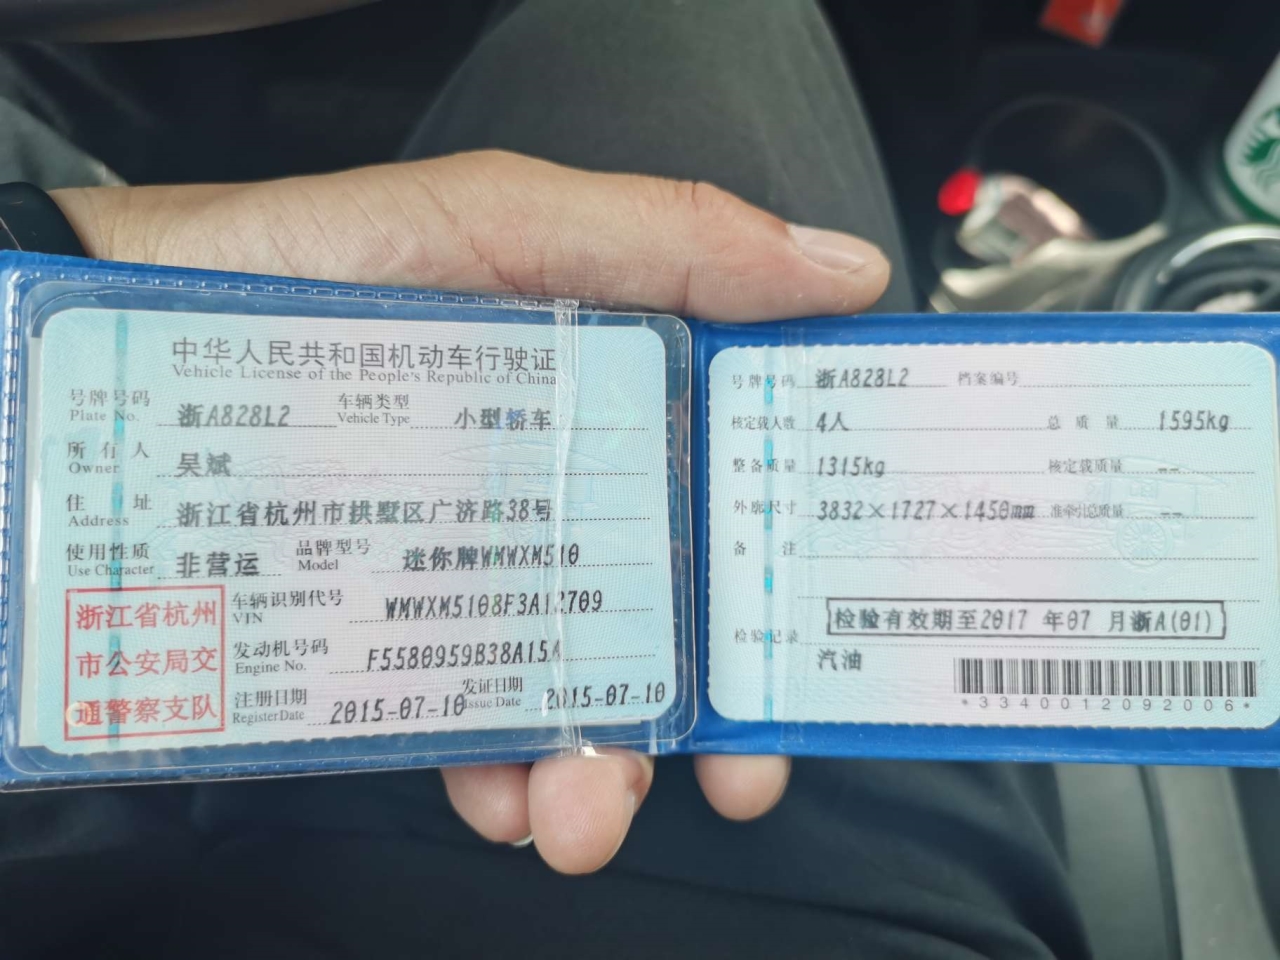 中华人民共和国机动车行驶证
Vehicle License of the People's Republic of China
号牌号码 Plate No. 浙A828L2 车辆类型 Vehicle Type 小型轿车
所有人 Owner 吴斌
住址 Address 浙江省杭州市拱墅区广济路38号
使用性质 Use Character 非营运 品牌型号 Model 迷你牌WMWXM510
浙江省杭州市公安局交通警察支队
车辆识别代号 VIN WMWXM5108F3A12709
发动机号码 Engine No. F5580959B38A15A
注册日期 Register Date 2015-07-10 发证日期 Issue Date 2015-07-10
号牌号码 浙A828L2 档案编号
核定载人数 4人 总质量 1595kg
整备质量 1315kg 核定载质量 --
外廓尺寸 3832×1727×1450mm 准牵引总质量 --
备注
检验有效期至2017年07月浙A(01)
检验记录
汽油
*3340012092006*